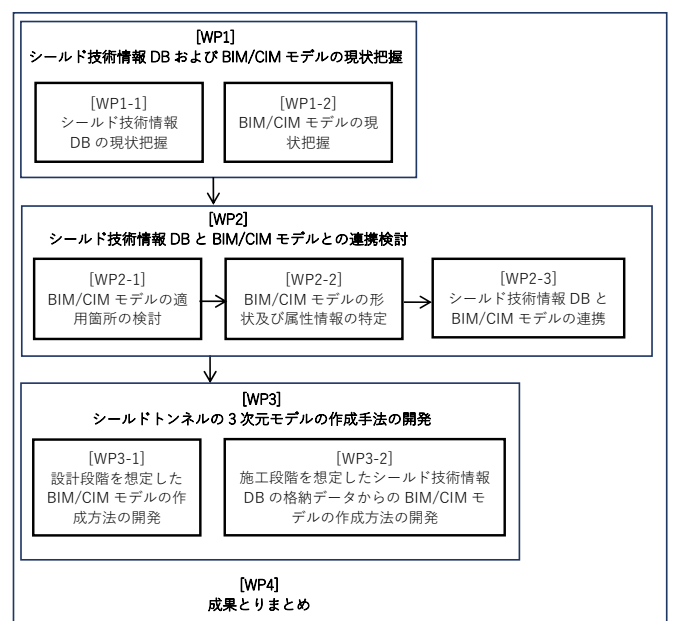 [WP1]
シールド技術情報 DB および BIM/CIM モデルの現状把握
[WP1-1]
シールド技術情報
DB の現状把握
[WP1-2]
BIM/CIM モデルの現
状把握
[WP2]
シールド技術情報 DB と BIM/CIM モデルとの連携検討
[WP2-1]
BIM/CIM モデルの適
用箇所の検討
[WP2-2]
BIM/CIM モデルの形
状及び属性情報の特定
[WP2-3]
シールド技術情報 DB と
BIM/CIM モデルの連携
[WP3]
シールドトンネルの 3 次元モデルの作成手法の開発
[WP3-1]
設計段階を想定した
BIM/CIM モデルの作
成方法の開発
[WP3-2]
施工段階を想定したシールド技術情報
DB の格納データからの BIM/CIM モ
デルの作成方法の開発
[WP4]
成果とりまとめ